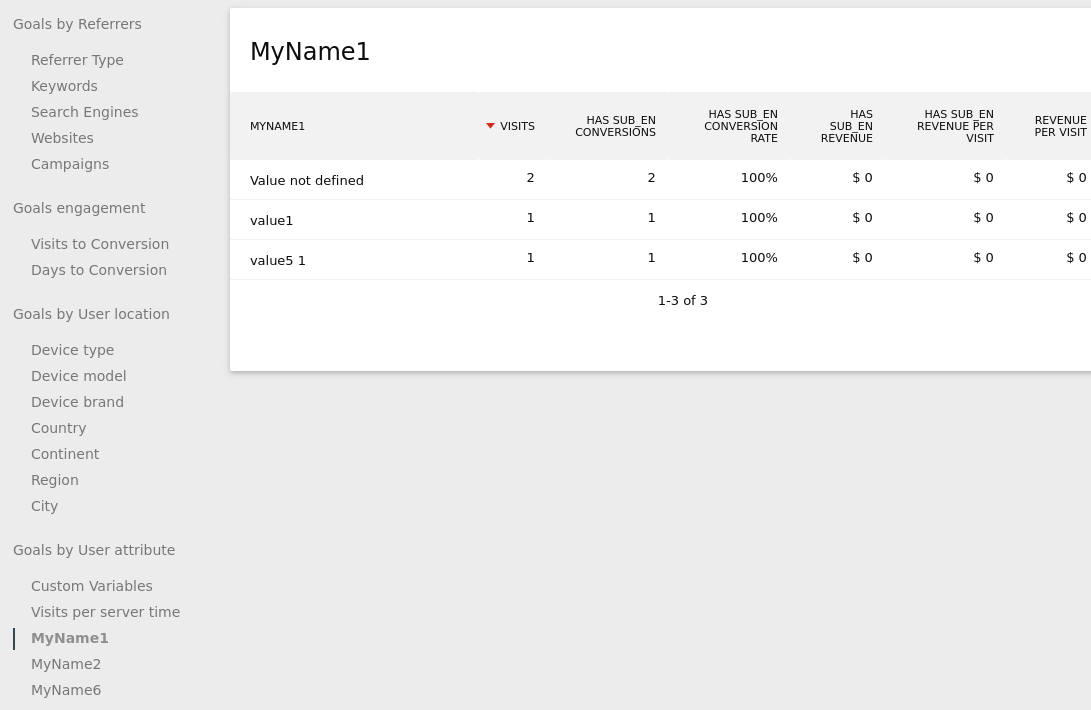 Goals by Referrers
Referrer Type
Keywords
Search Engines
Websites
Campaigns
Goals engagement
Visits to Conversion
Days to Conversion
Goals by User location
Device type
Device model
Device brand
Country
Continent
Region
City
Goals by User attribute
Custom Variables
Visits per server time
MyName1
MyName2
MyName6
MyName1
MYNAME1
VISITS
HAS SUB_EN
CONVERSIONS
HAS SUB_EN
CONVERSION
RATE
HAS
SUB_EN
REVENUE
HAS SUB_EN
REVENUE PER
VISIT
REVENUE
PER VISIT
Value not defined 2 2 100% $ 0 $ 0 $ 0
value1 1 1 100% $ 0 $ 0 $ 0
value5 1 1 1 100% $ 0 $ 0 $ 0
1-3 of 3